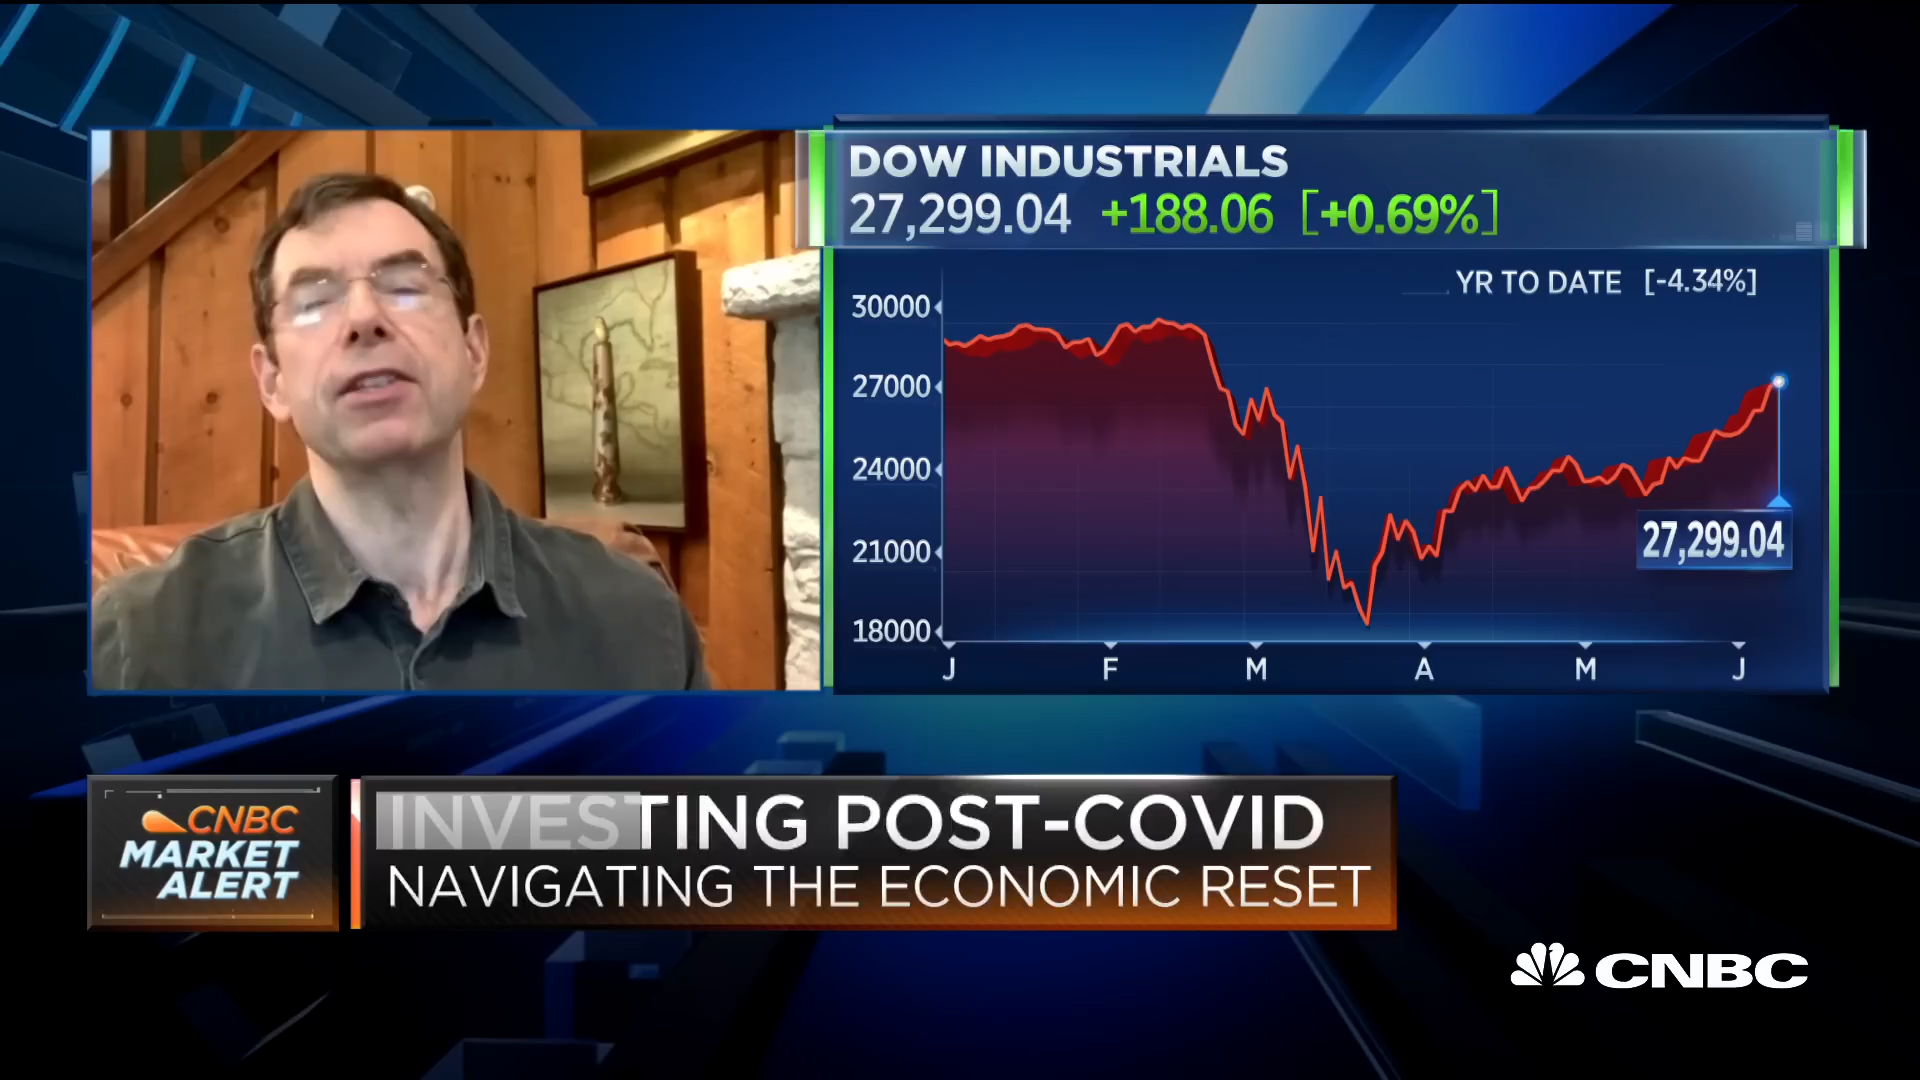 DOW INDUSTRIALS
27,299.04 +188.06 [+0.69%]
YR TO DATE [-4.34%]
30000
27000
24000
21000
18000
27,299.04
J F M A M J
CNBC
MARKET
ALERT
INVESTING POST-COVID
NAVIGATING THE ECONOMIC RESET
CNBC